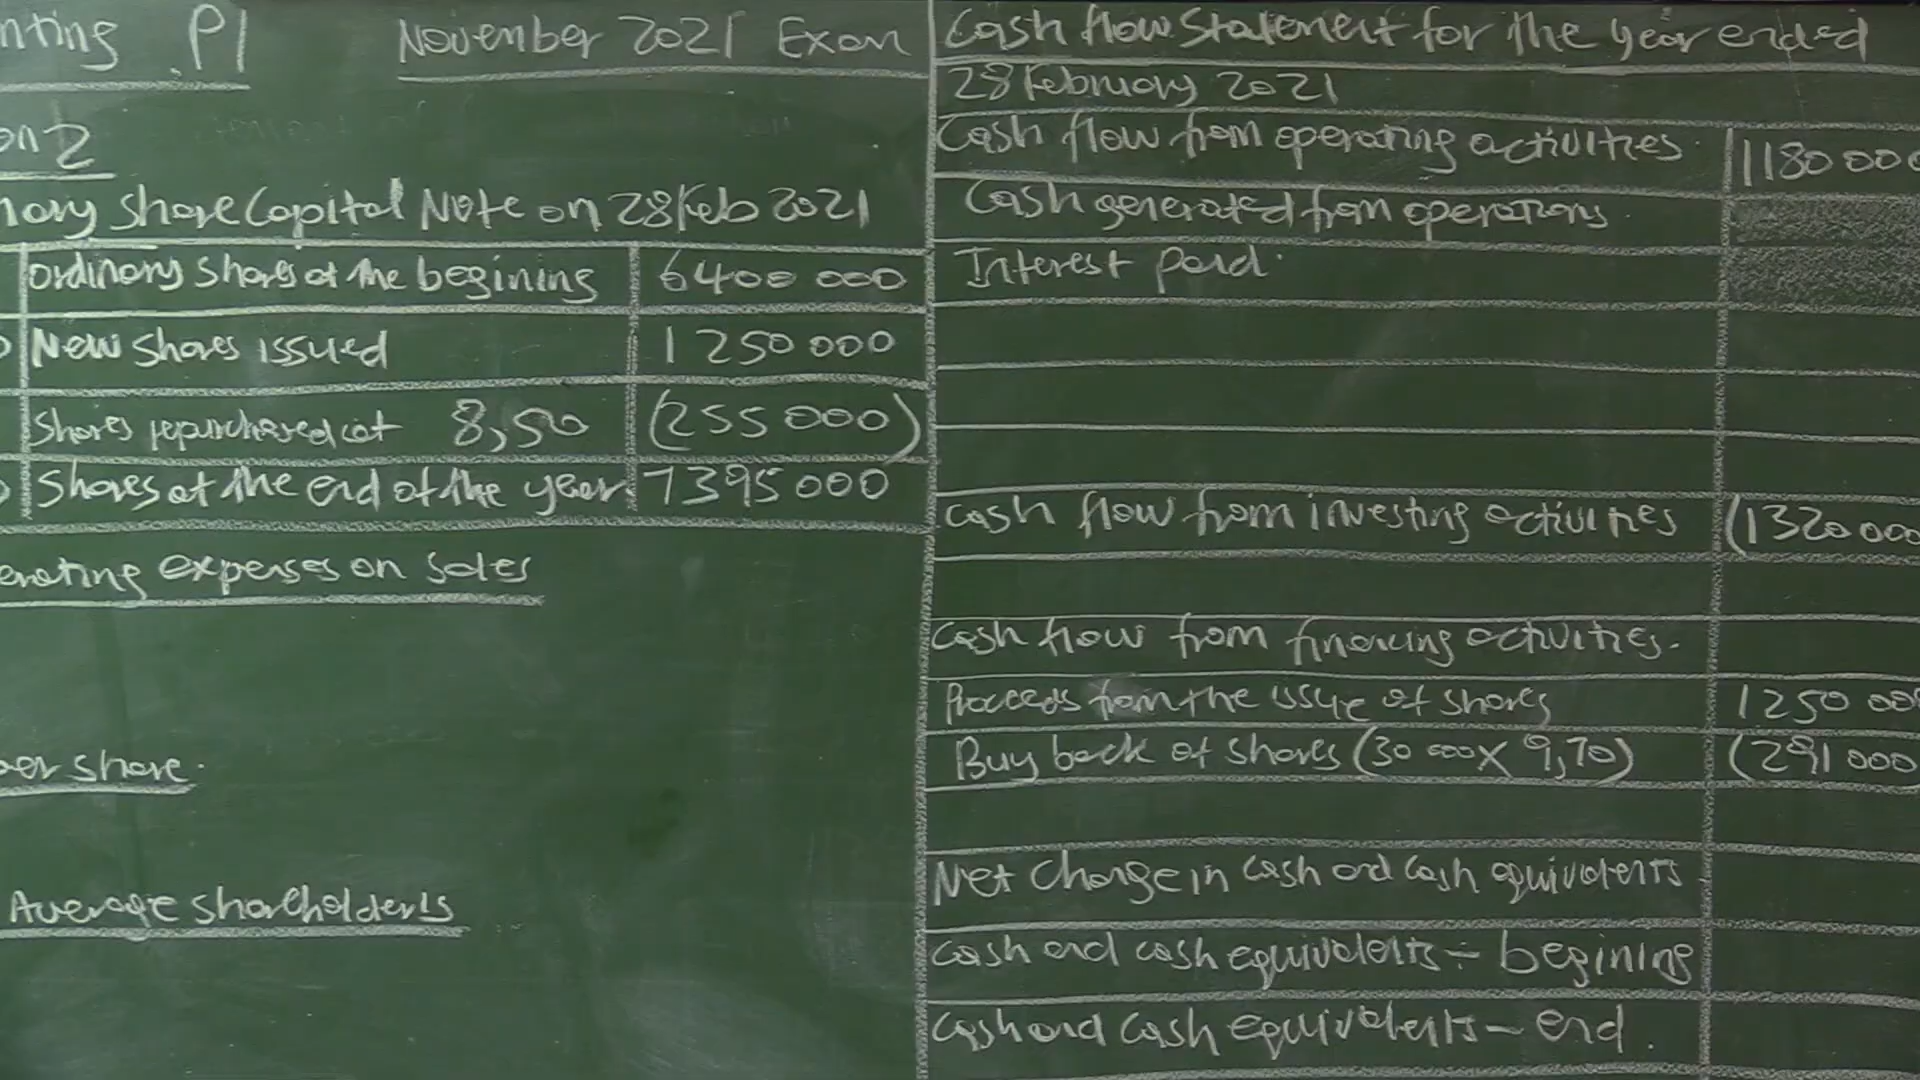 nting P1
November 2021 Exam
on 2
nary Share Capital Note on 28 Feb 2021
Ordinary shares at the begining 6400 000
New shares issued 1 250 000
Shares repurchased at 8,50 (255 000)
Shares at the end of the year 7395 000
erating expenses on sales
per share.
Average shareholders
Cash flow Statement for the year ended
28 February 2021
Cash flow from operating activities 1180 000
Cash generated from operations
Interest paid
Cash flow from investing activities (1320 000
Cash flow from financing activities.
Proceeds from the issue of shares 1250 000
Buy back of shares (30 000 x 9,70) (291 000
Net change in cash and cash equivalents
Cash and cash equivalents - begining
Cash and cash equivalents - end.